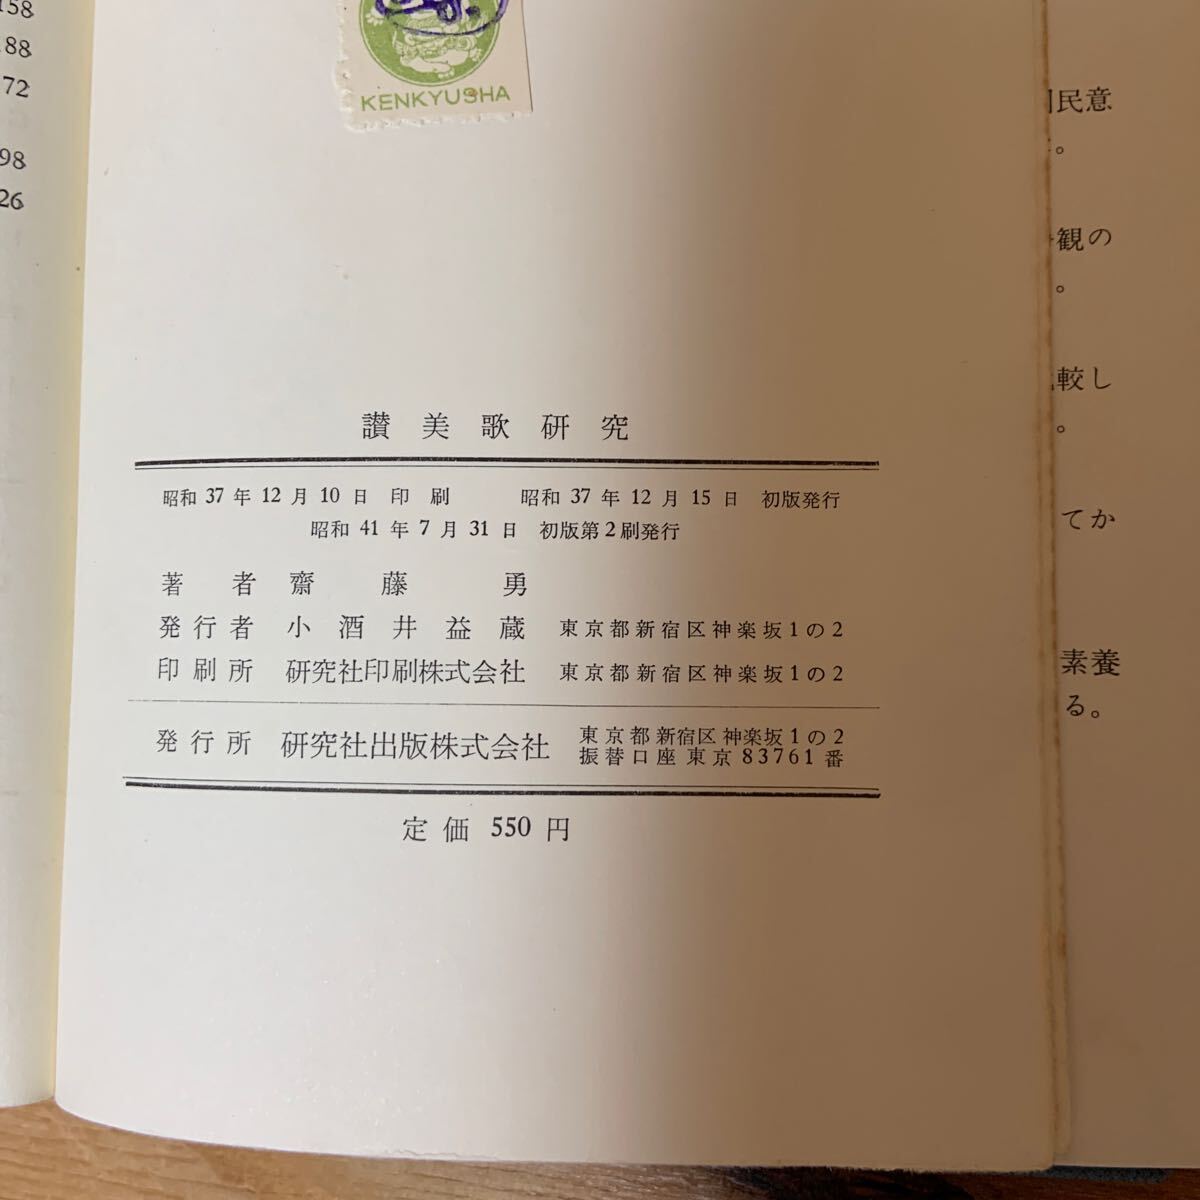 158
188
72
98
26
KENKYUSHA
讃美歌研究
昭和 37 年 12 月 10 日 印刷 昭和 37 年 12 月 15 日 初版発行
昭和 41 年 7 月 31 日 初版第 2 刷発行
著者 齋藤勇
発行者 小酒井益蔵 東京都新宿区神楽坂1の2
印刷所 研究社印刷株式会社 東京都新宿区神楽坂1の2
発行所 研究社出版株式会社 東京都新宿区神楽坂1の2
振替口座 東京 83761 番
定価 550 円
民意
。
観の
。
較し
。
てか
素養
る。